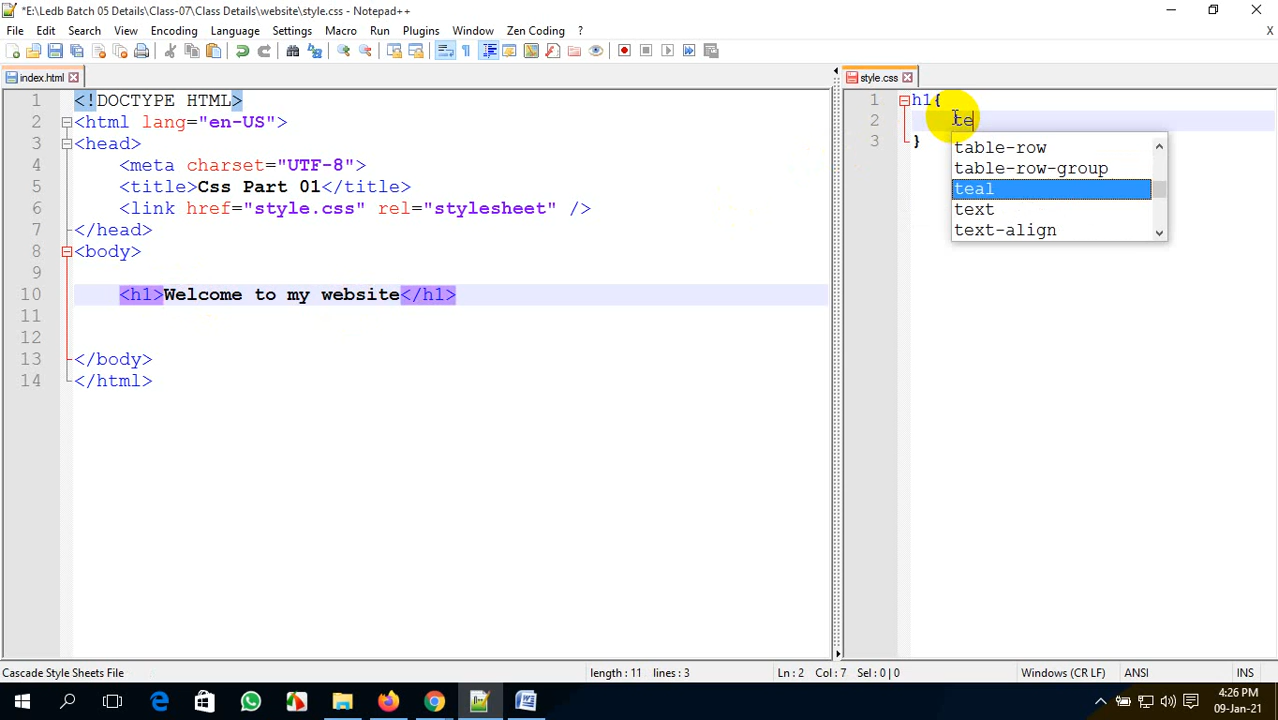 *E:\Ledb Batch 05 Details\Class-07\Class Details\website\style.css - Notepad++
File Edit Search View Encoding Language Settings Macro Run Plugins Window Zen Coding ? X
index.html
1 <!DOCTYPE HTML>
2 <html lang="en-US">
3 <head>
4 <meta charset="UTF-8">
5 <title>Css Part 01</title>
6 <link href="style.css" rel="stylesheet" />
7 </head>
8 <body>
9
10 <h1>Welcome to my website</h1>
11
12
13 </body>
14 </html>
style.css
1 h1{
2 te
3 }
table-row
table-row-group
teal
text
text-align
Cascade Style Sheets File length : 11 lines : 3 Ln : 2 Col : 7 Sel : 0 | 0 Windows (CR LF) ANSI INS
4:26 PM
09-Jan-21